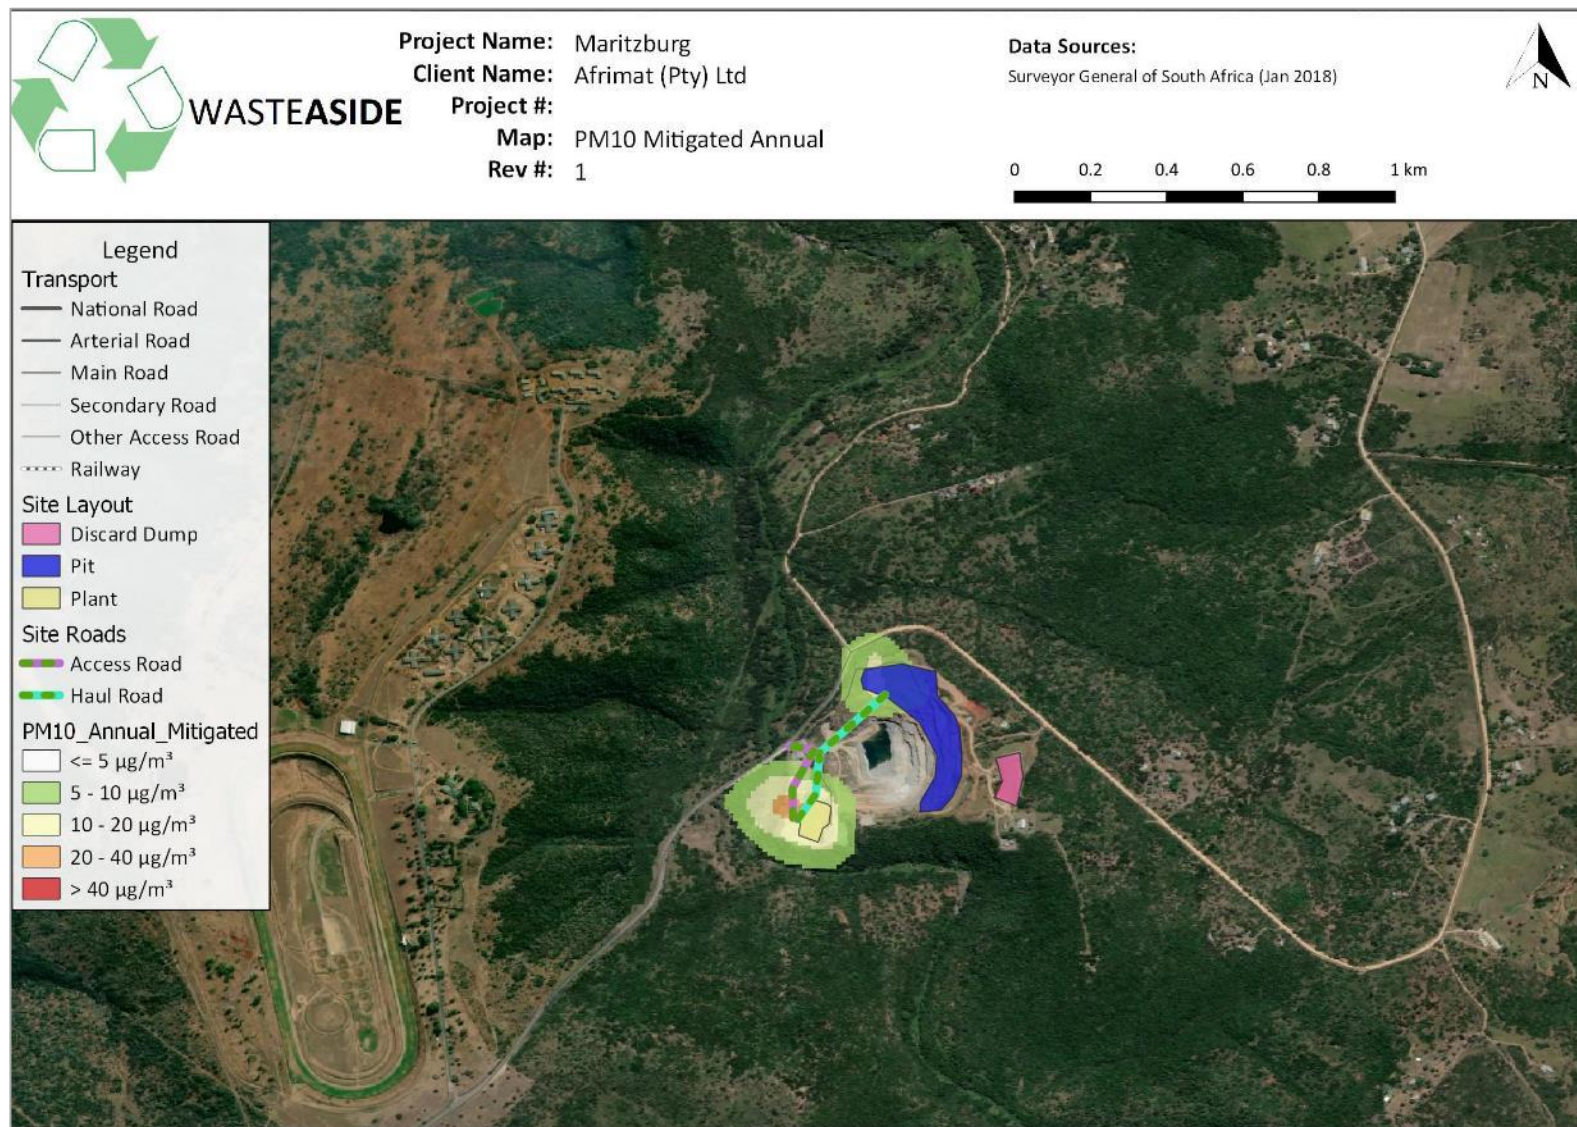 WASTEASIDE
Project Name: Maritzburg
Client Name: Afrimat (Pty) Ltd
Project #:
Map: PM10 Mitigated Annual
Rev #: 1
Data Sources:
Surveyor General of South Africa (Jan 2018)
N
0 0.2 0.4 0.6 0.8 1 km
Legend
Transport
National Road
Arterial Road
Main Road
Secondary Road
Other Access Road
Railway
Site Layout
Discard Dump
Pit
Plant
Site Roads
Access Road
Haul Road
PM10_Annual_Mitigated
<= 5 µg/m³
5 - 10 µg/m³
10 - 20 µg/m³
20 - 40 µg/m³
> 40 µg/m³